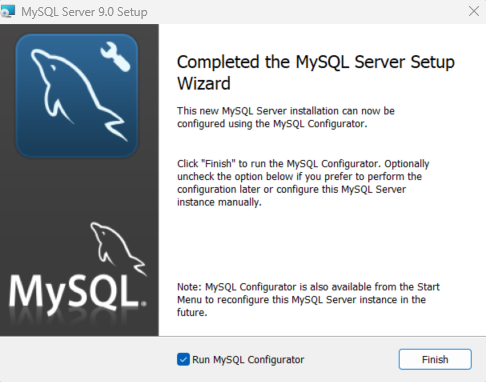 MySQL Server 9.0 Setup
Completed the MySQL Server Setup
Wizard
This new MySQL Server installation can now be
configured using the MySQL Configurator.
Click "Finish" to run the MySQL Configurator. Optionally
uncheck the option below if you prefer to perform the
configuration later or configure this MySQL Server
instance manually.
MySQL®
Note: MySQL Configurator is also available from the Start
Menu to reconfigure this MySQL Server instance in the
future.
Run MySQL Configurator
Finish